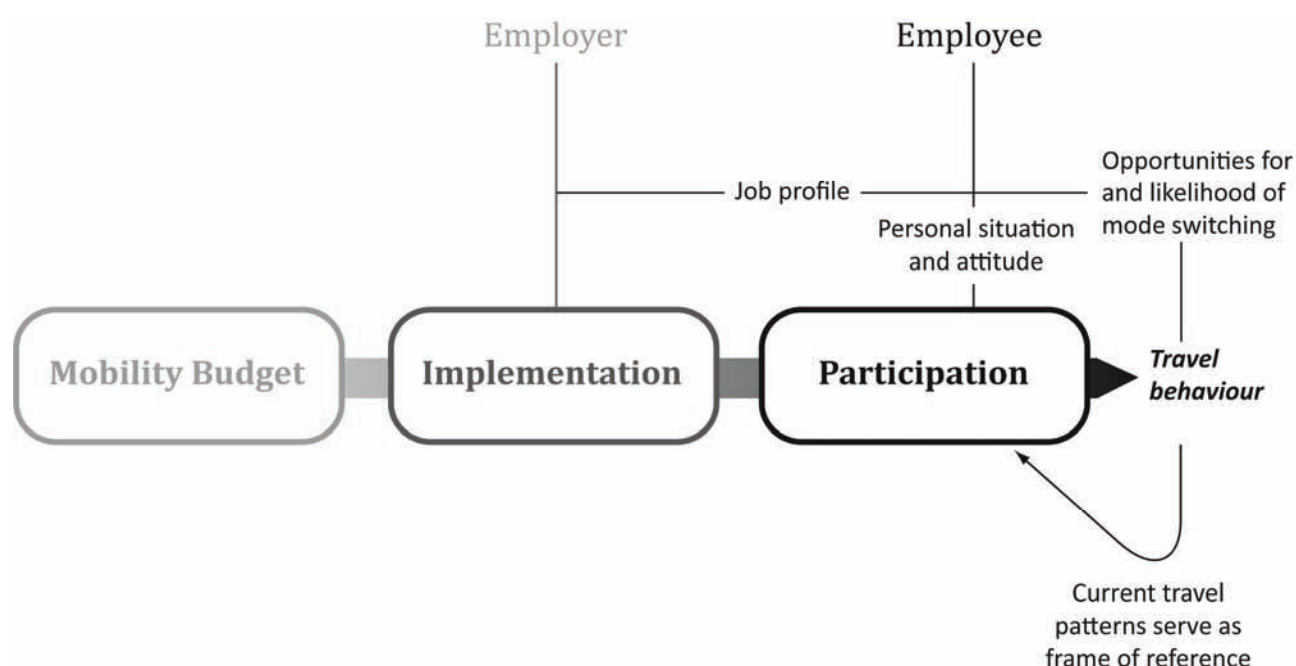 Employer
Employee
Job profile
Opportunities for
and likelihood of
mode switching
Personal situation
and attitude
Mobility Budget
Implementation
Participation
Travel
behaviour
Current travel
patterns serve as
frame of reference